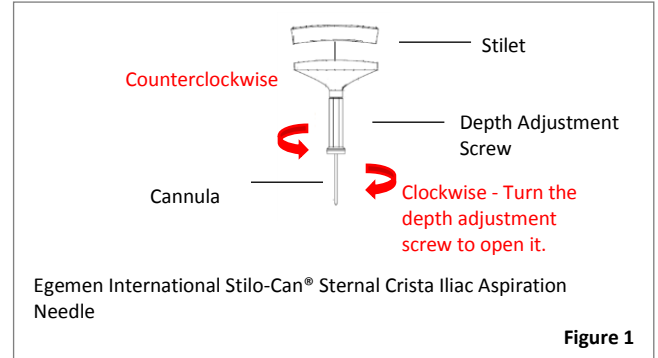 Stilet
Counterclockwise
Depth Adjustment
Screw
Cannula
Clockwise - Turn the
depth adjustment
screw to open it.
Egemen International Stilo-Can® Sternal Crista Iliac Aspiration
Needle
Figure 1